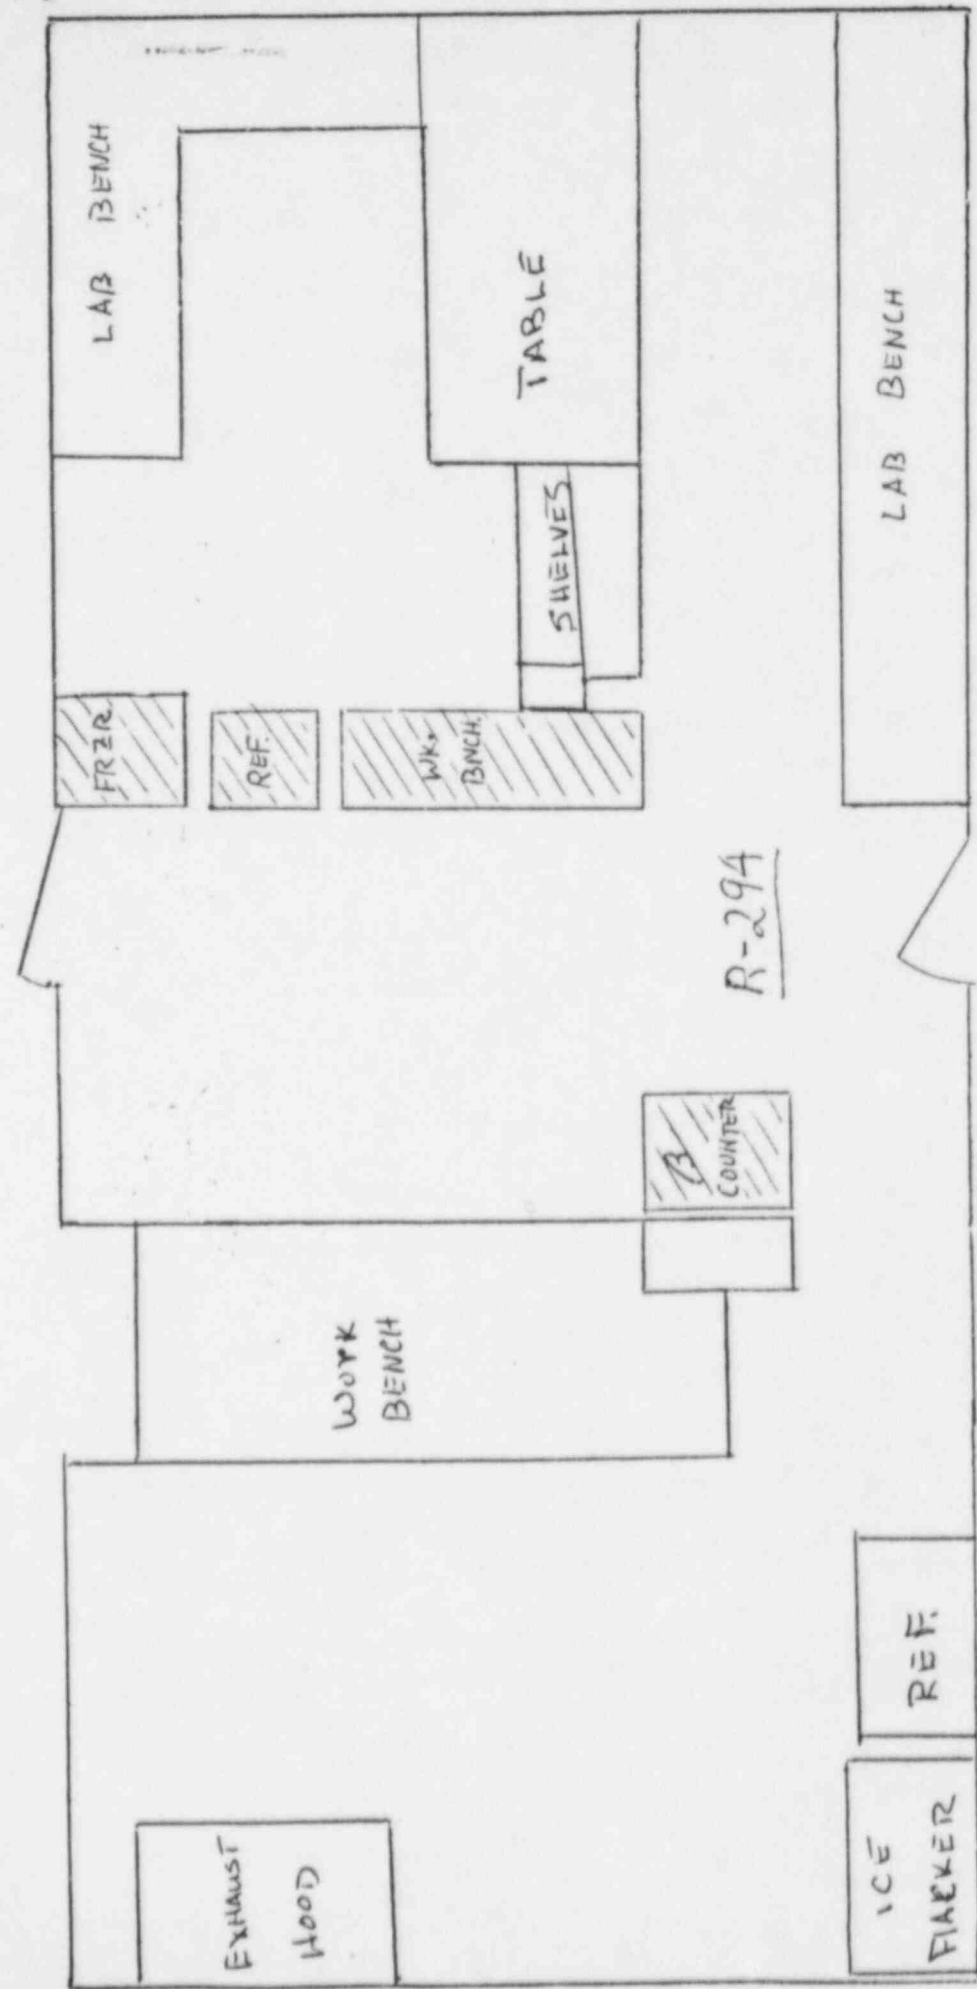 LAB BENCH
FRZR.
REF.
WK.
BNCH.
SHELVES
TABLE
WORK
BENCH
EXHAUST
HOOD
β
COUNTER
R-294
LAB BENCH
REF.
ICE
FLAKER